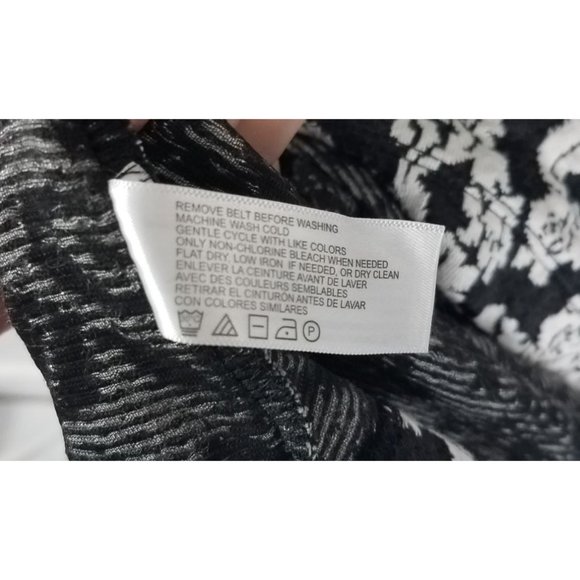 REMOVE BELT BEFORE WASHING
MACHINE WASH COLD
GENTLE CYCLE WITH LIKE COLORS
ONLY NON-CHLORINE BLEACH WHEN NEEDED
FLAT DRY, LOW IRON IF NEEDED, OR DRY CLEAN
ENLEVER LA CEINTURE AVANT DE LAVER
AVEC DES COULEURS SEMBLABLES
RETIRAR EL CINTURÓN ANTES DE LAVAR
CON COLORES SIMILARES
P